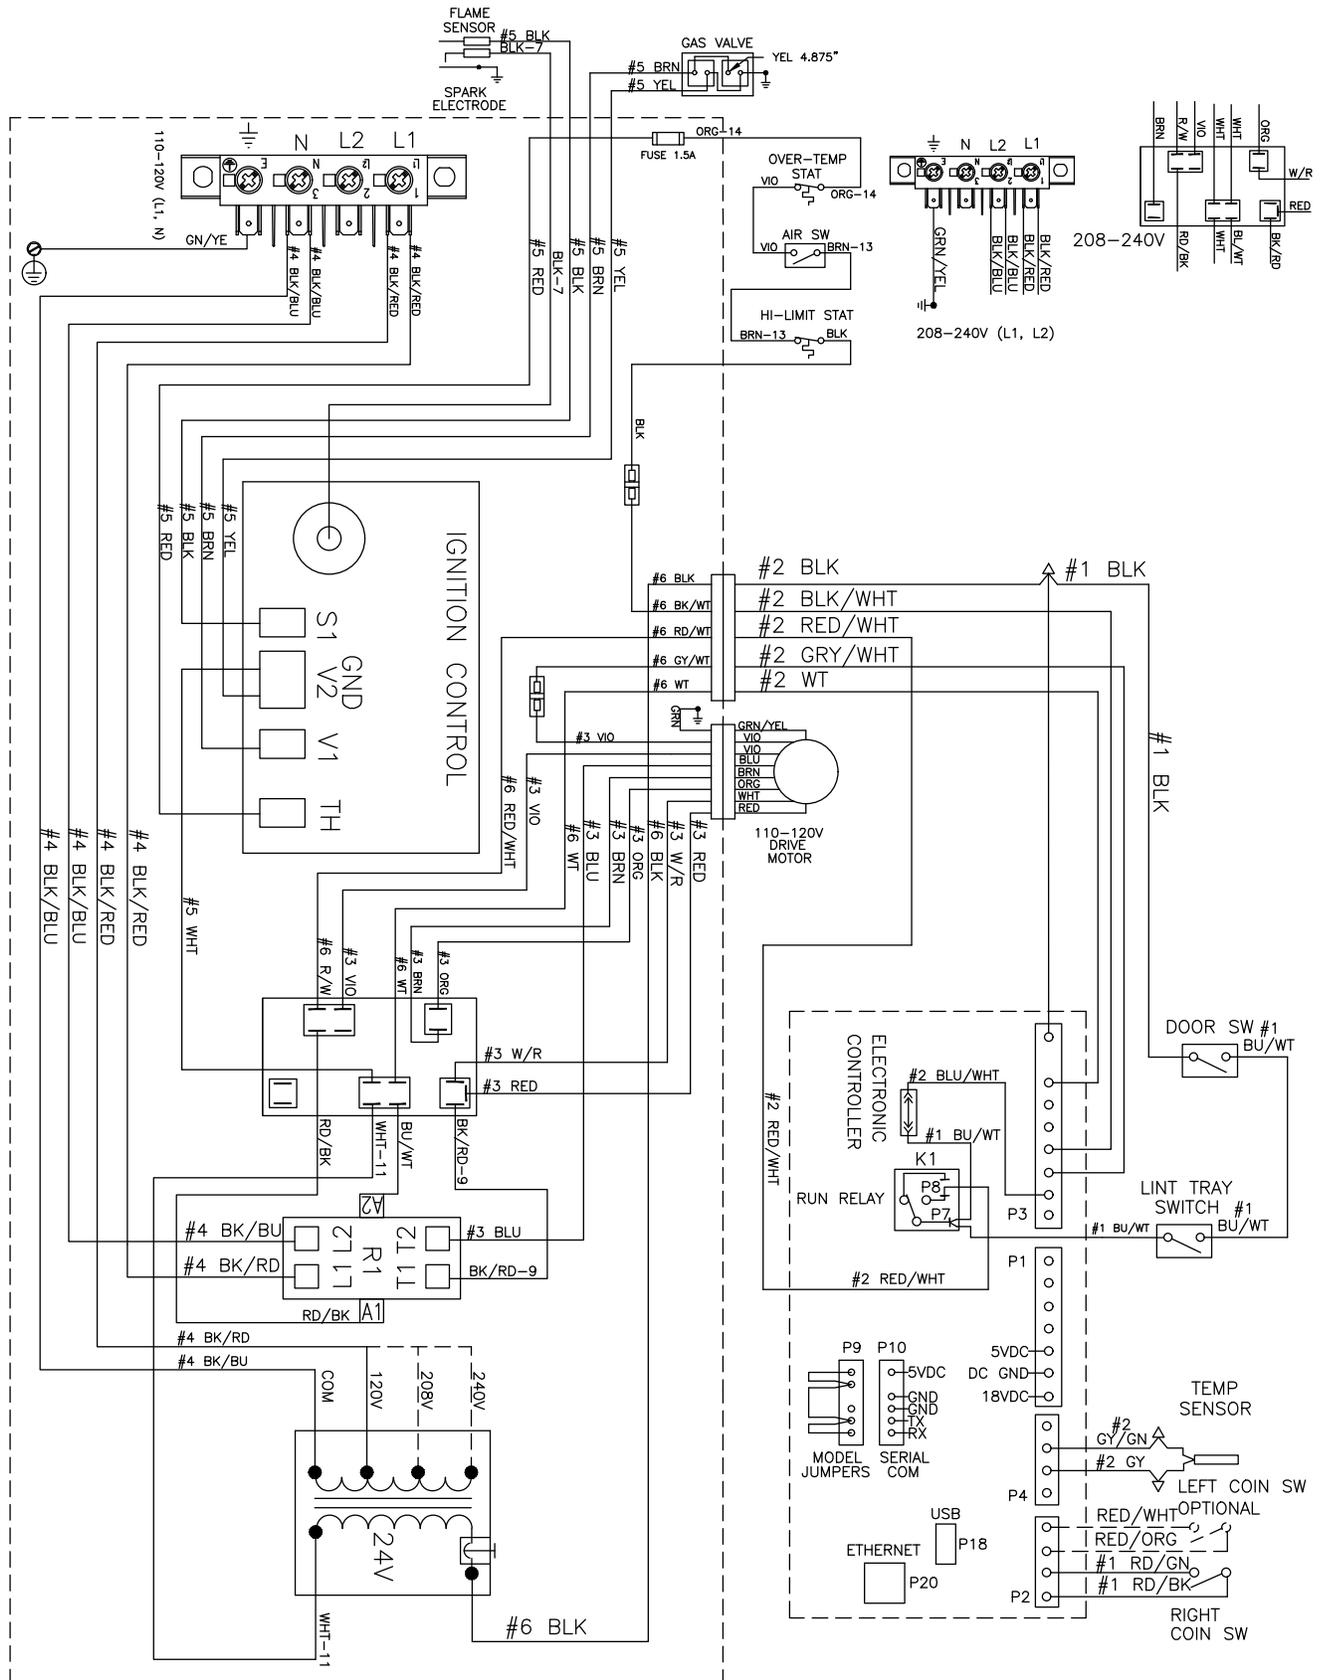 FLAME
SENSOR
#5 BLK
BLK-7
SPARK
ELECTRODE
GAS VALVE
YEL 4.875"
#5 BRN
#5 YEL
ORG-14
FUSE 1.5A
110-120V (L1, N)
N
L2
L1
E
N
L2
L1
3
2
1
GN/YE
#4 BLK/BLU
#4 BLK/BLU
#4 BLK/RED
#4 BLK/RED
#5 RED
BLK-7
#5 BLK
#5 BRN
#5 YEL
OVER-TEMP
STAT
VIO
ORG-14
AIR SW
VIO
BRN-13
HI-LIMIT STAT
BRN-13
BLK
N
L2
L1
E
N
L2
L1
3
2
1
GRN/YEL
BLK/BLU
BLK/BLU
BLK/RED
BLK/RED
208-240V (L1, L2)
BRN
R/W
VIO
WHT
WHT
ORG
W/R
RED
208-240V
RD/BK
WHT
BL/WT
BK/RD
BLK
#5 RED
#5 BLK
#5 BRN
#5 YEL
IGNITION CONTROL
S1
GND
V2
V1
TH
#6 BLK
#6 BK/WT
#6 RD/WT
#6 GY/WT
#6 WT
#2 BLK
#2 BLK/WHT
#2 RED/WHT
#2 GRY/WHT
#2 WT
#1 BLK
#1 BLK
GRN
#3 VIO
GRN/YEL
VIO
VIO
BLU
BRN
ORG
WHT
RED
110-120V
DRIVE
MOTOR
#6 RED/WHT
#3 VIO
#6 WT
#3 BLU
#3 BRN
#3 ORG
#6 BLK
#3 W/R
#3 RED
#4 BLK/BLU
#4 BLK/BLU
#4 BLK/RED
#4 BLK/RED
#5 WHT
#6 R/W
#3 VIO
#6 WT
#3 BRN
#3 ORG
#3 W/R
#3 RED
RD/BK
WHT-11
BU/WT
BK/RD-9
A2
#4 BK/BU
#4 BK/RD
2L2
1L1
R1
2T2
1T1
#3 BLU
BK/RD-9
RD/BK
A1
#4 BK/RD
#4 BK/BU
COM
120V
208V
240V
24V
WHT-11
#6 BLK
ELECTRONIC
CONTROLLER
#2 BLU/WHT
#1 BU/WT
#2 RED/WHT
K1
RUN RELAY
P8
P7
P3
DOOR SW
#1
BU/WT
LINT TRAY
SWITCH
#1
BU/WT
#1 BU/WT
#2 RED/WHT
P1
5VDC
DC GND
18VDC
P9
P10
5VDC
GND
GND
TX
RX
MODEL
JUMPERS
SERIAL
COM
TEMP
SENSOR
#2
GY/GN
#2 GY
P4
LEFT COIN SW
OPTIONAL
RED/WHT
RED/ORG
#1 RD/GN
#1 RD/BK
P2
RIGHT
COIN SW
USB
P18
ETHERNET
P20